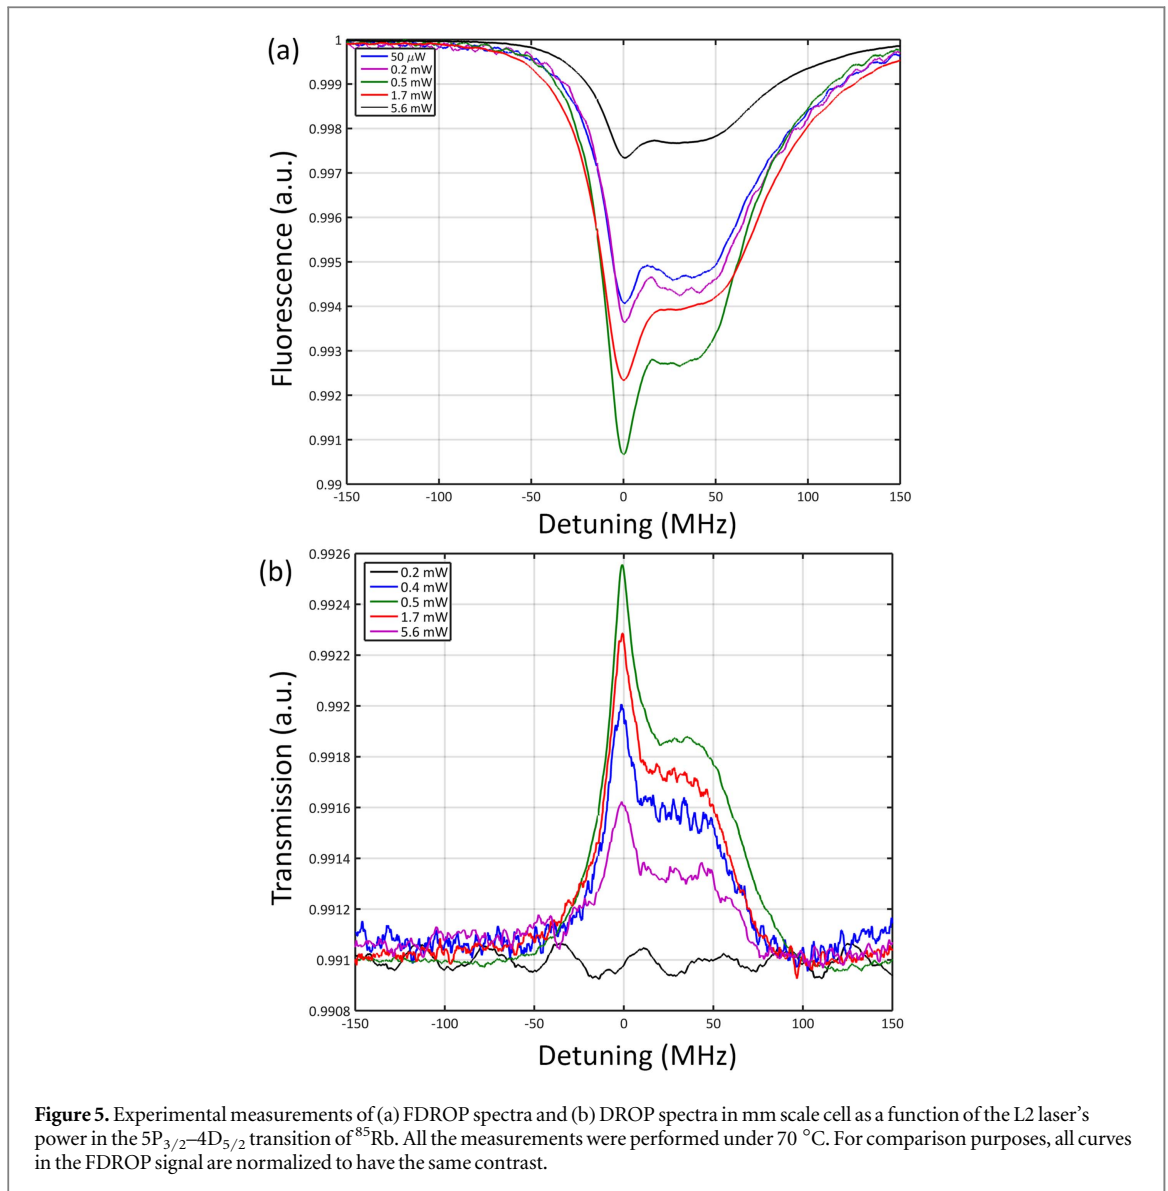 (a)
1
0.999
0.998
0.997
0.996
0.995
0.994
0.993
0.992
0.991
0.99
50 μW
0.2 mW
0.5 mW
1.7 mW
5.6 mW
Fluorescence (a.u.)
-150 -100 -50 0 50 100 150
Detuning (MHz)
(b)
0.9926
0.9924
0.9922
0.992
0.9918
0.9916
0.9914
0.9912
0.991
0.9908
0.2 mW
0.4 mW
0.5 mW
1.7 mW
5.6 mW
Transmission (a.u.)
-150 -100 -50 0 50 100 150
Detuning (MHz)
Figure 5. Experimental measurements of (a) FDROP spectra and (b) DROP spectra in mm scale cell as a function of the L2 laser's
power in the 5P3/2–4D5/2 transition of 85Rb. All the measurements were performed under 70 °C. For comparison purposes, all curves
in the FDROP signal are normalized to have the same contrast.